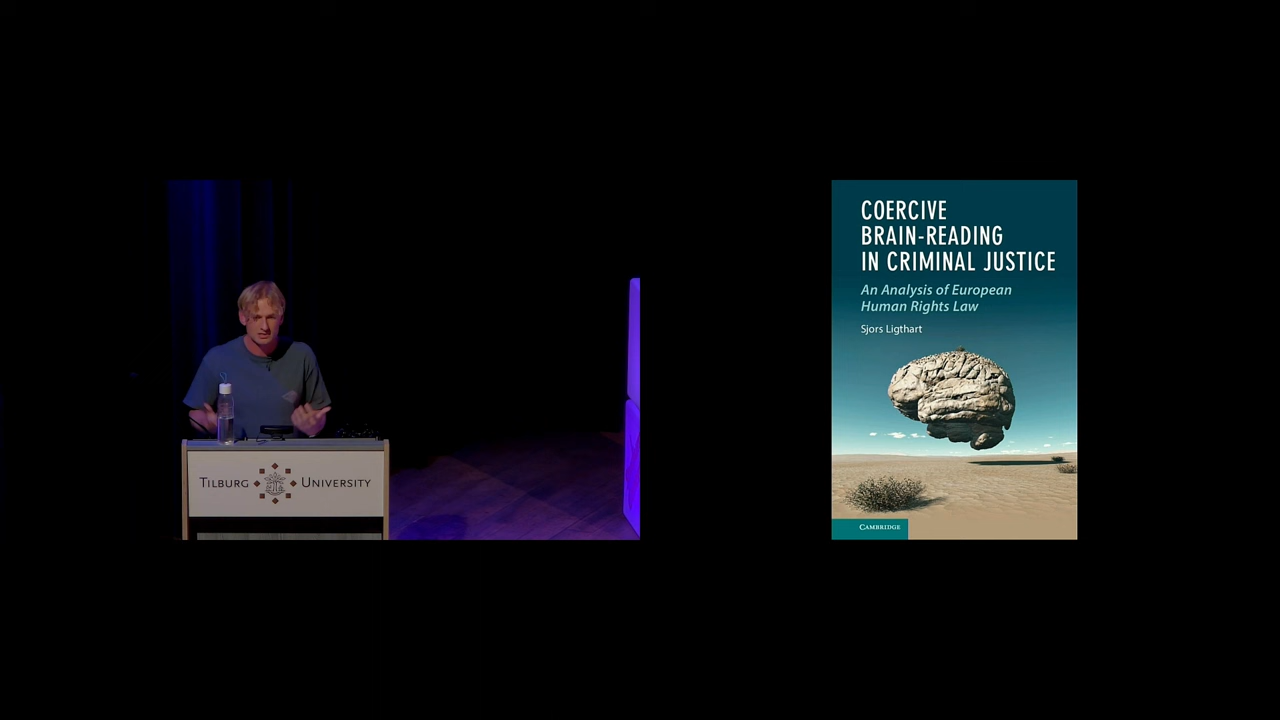 TILBURG UNIVERSITY
COERCIVE
BRAIN-READING
IN CRIMINAL JUSTICE
An Analysis of European
Human Rights Law
Sjors Ligthart
CAMBRIDGE